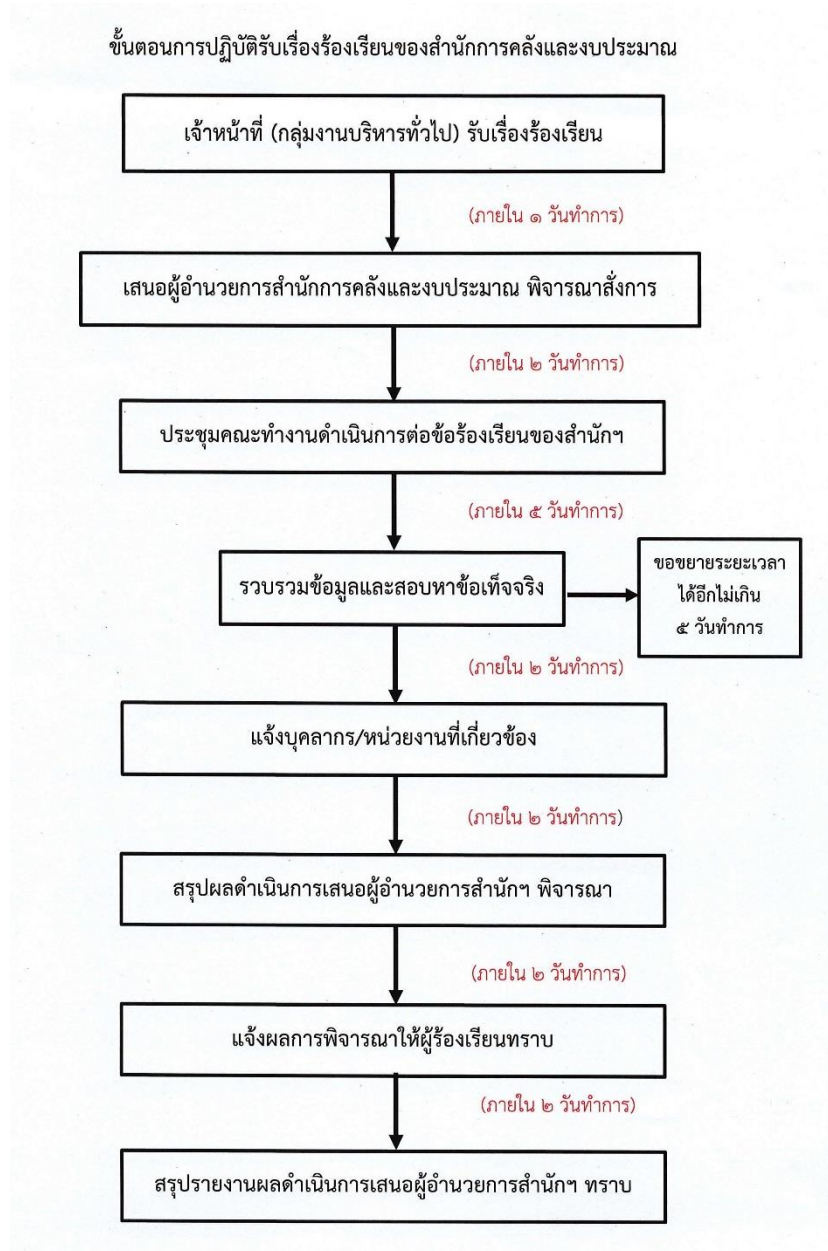 ขั้นตอนการปฏิบัติรับเรื่องร้องเรียนของสำนักการคลังและงบประมาณ
เจ้าหน้าที่ (กลุ่มงานบริหารทั่วไป) รับเรื่องร้องเรียน
(ภายใน ๑ วันทำการ)
เสนอผู้อำนวยการสำนักการคลังและงบประมาณ พิจารณาสั่งการ
(ภายใน ๒ วันทำการ)
ประชุมคณะทำงานดำเนินการต่อข้อร้องเรียนของสำนักฯ
(ภายใน ๕ วันทำการ)
รวบรวมข้อมูลและสอบหาข้อเท็จจริง
ขอขยายระยะเวลา
ได้อีกไม่เกิน
๕ วันทำการ
(ภายใน ๒ วันทำการ)
แจ้งบุคลากร/หน่วยงานที่เกี่ยวข้อง
(ภายใน ๒ วันทำการ)
สรุปผลดำเนินการเสนอผู้อำนวยการสำนักฯ พิจารณา
(ภายใน ๒ วันทำการ)
แจ้งผลการพิจารณาให้ผู้ร้องเรียนทราบ
(ภายใน ๒ วันทำการ)
สรุปรายงานผลดำเนินการเสนอผู้อำนวยการสำนักฯ ทราบ